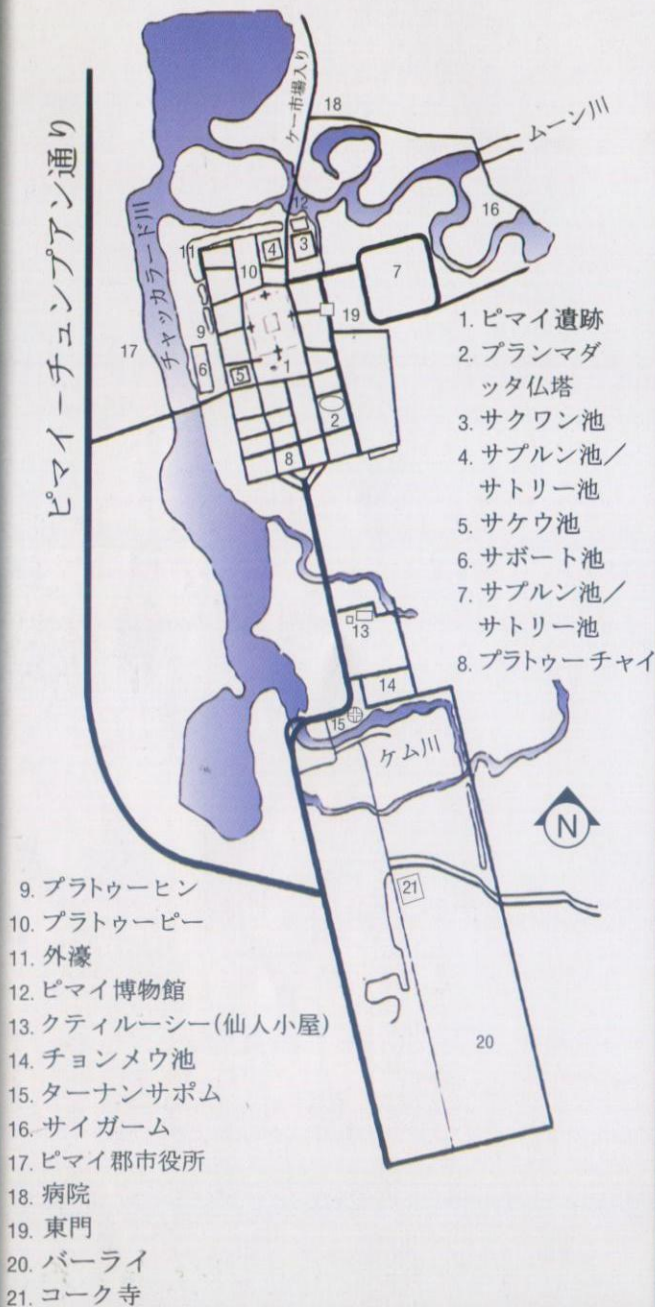 ケー市場入り
18
ムーン川
ピマイーチュンプアン通り
チャッカラード川
12
16
11
4
3
10
7
17
9
19
6
5
1
2
8
1. ピマイ遺跡
2. プランマダ
ッタ仏塔
3. サクワン池
4. サプルン池／
サトリー池
5. サケウ池
6. サボート池
7. サプルン池／
サトリー池
8. プラトゥーチャイ
13
14
15
ケム川
N
21
20
9. プラトゥーヒン
10. プラトゥーピー
11. 外濠
12. ピマイ博物館
13. クティルーシー(仙人小屋)
14. チョンメウ池
15. ターナンサポム
16. サイガーム
17. ピマイ郡市役所
18. 病院
19. 東門
20. バーライ
21. コーク寺